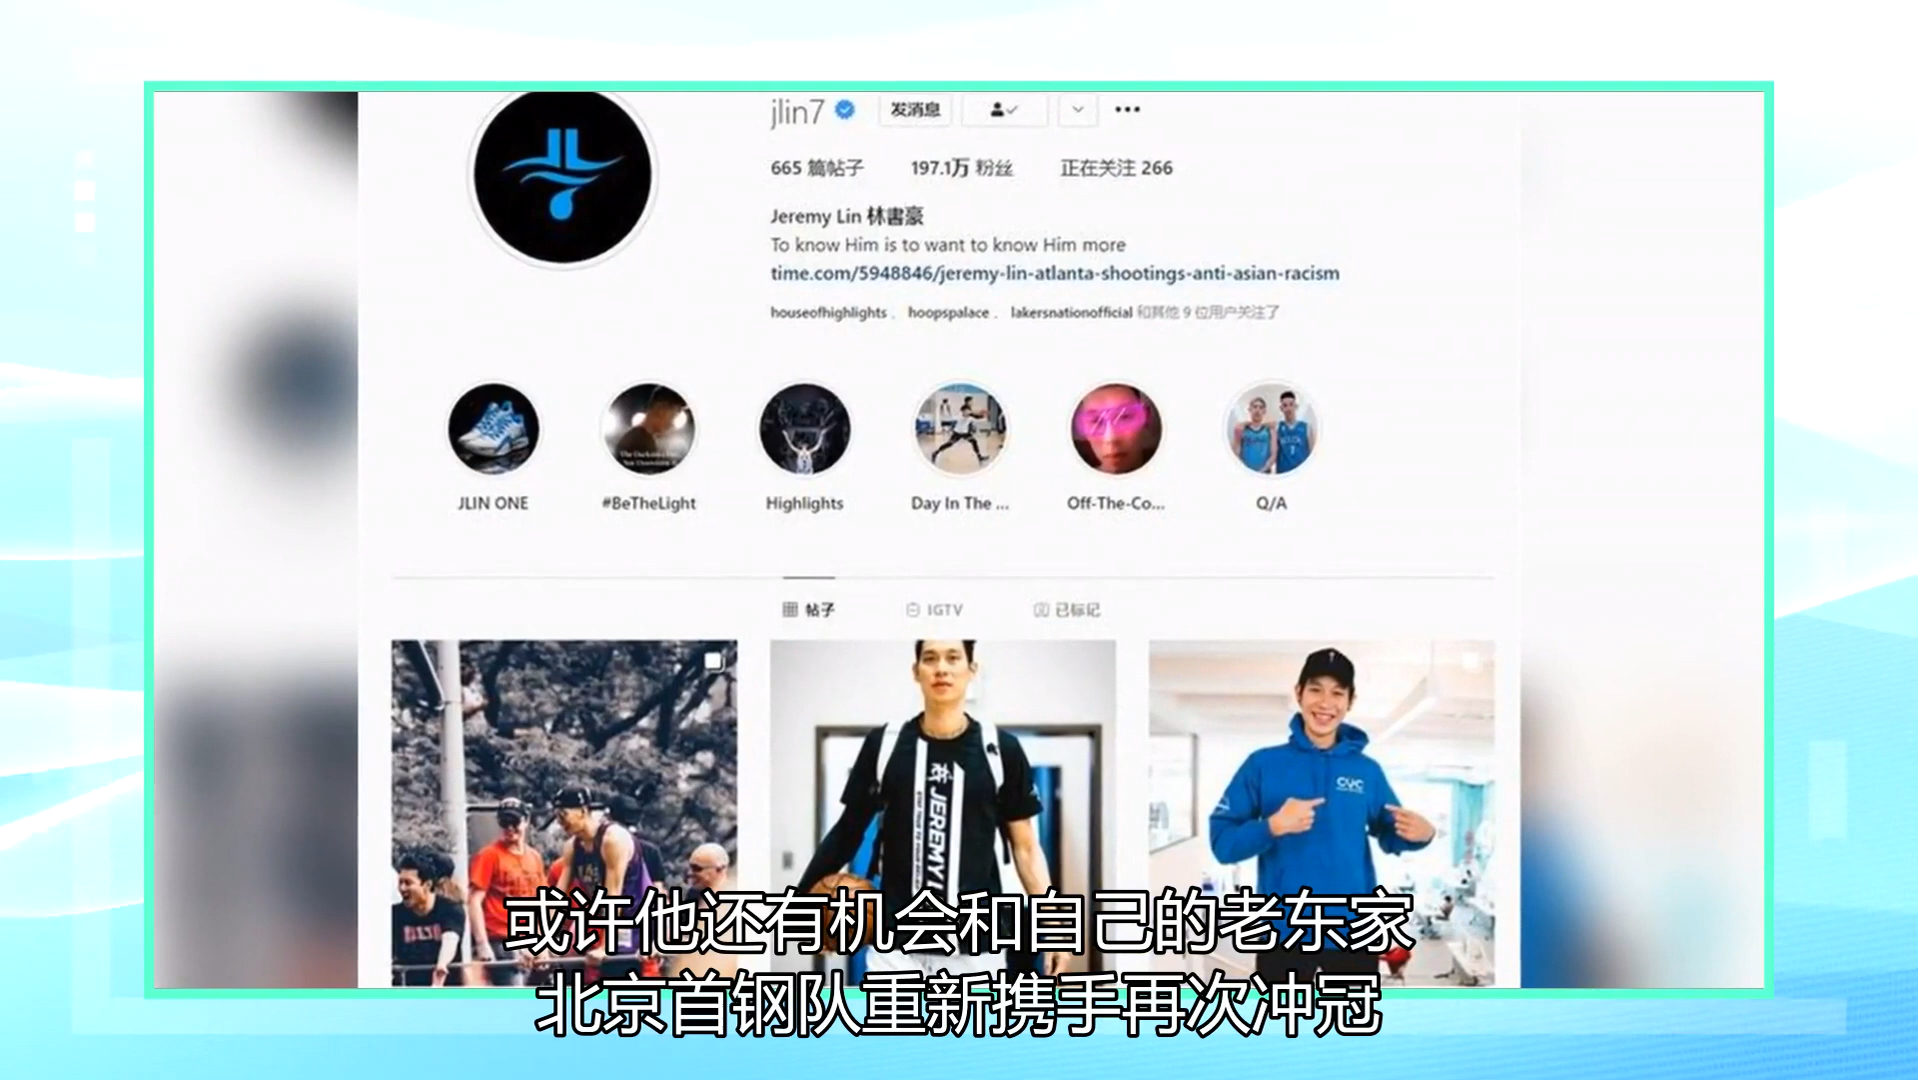 jlin7 发消息
665 篇帖子 197.1万 粉丝 正在关注 266
Jeremy Lin 林書豪
To know Him is to want to know Him more
time.com/5948846/jeremy-lin-atlanta-shootings-anti-asian-racism
houseofhighlights、 hoopspalace、 lakersnationofficial 和其他 9 位用户关注了
JLIN ONE #BeTheLight Highlights Day In The ... Off-The-Co... Q/A
帖子 IGTV 已标记
JEREMY
CYC
或许他还有机会和自己的老东家
北京首钢队重新携手再次冲冠